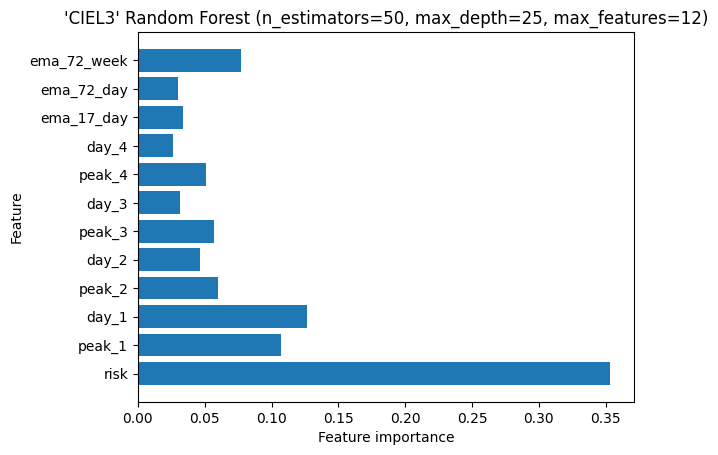 'CIEL3' Random Forest (n_estimators=50, max_depth=25, max_features=12)
ema_72_week
ema_72_day
ema_17_day
day_4
peak_4
day_3
peak_3
day_2
peak_2
day_1
peak_1
risk
Feature
0.00 0.05 0.10 0.15 0.20 0.25 0.30 0.35
Feature importance